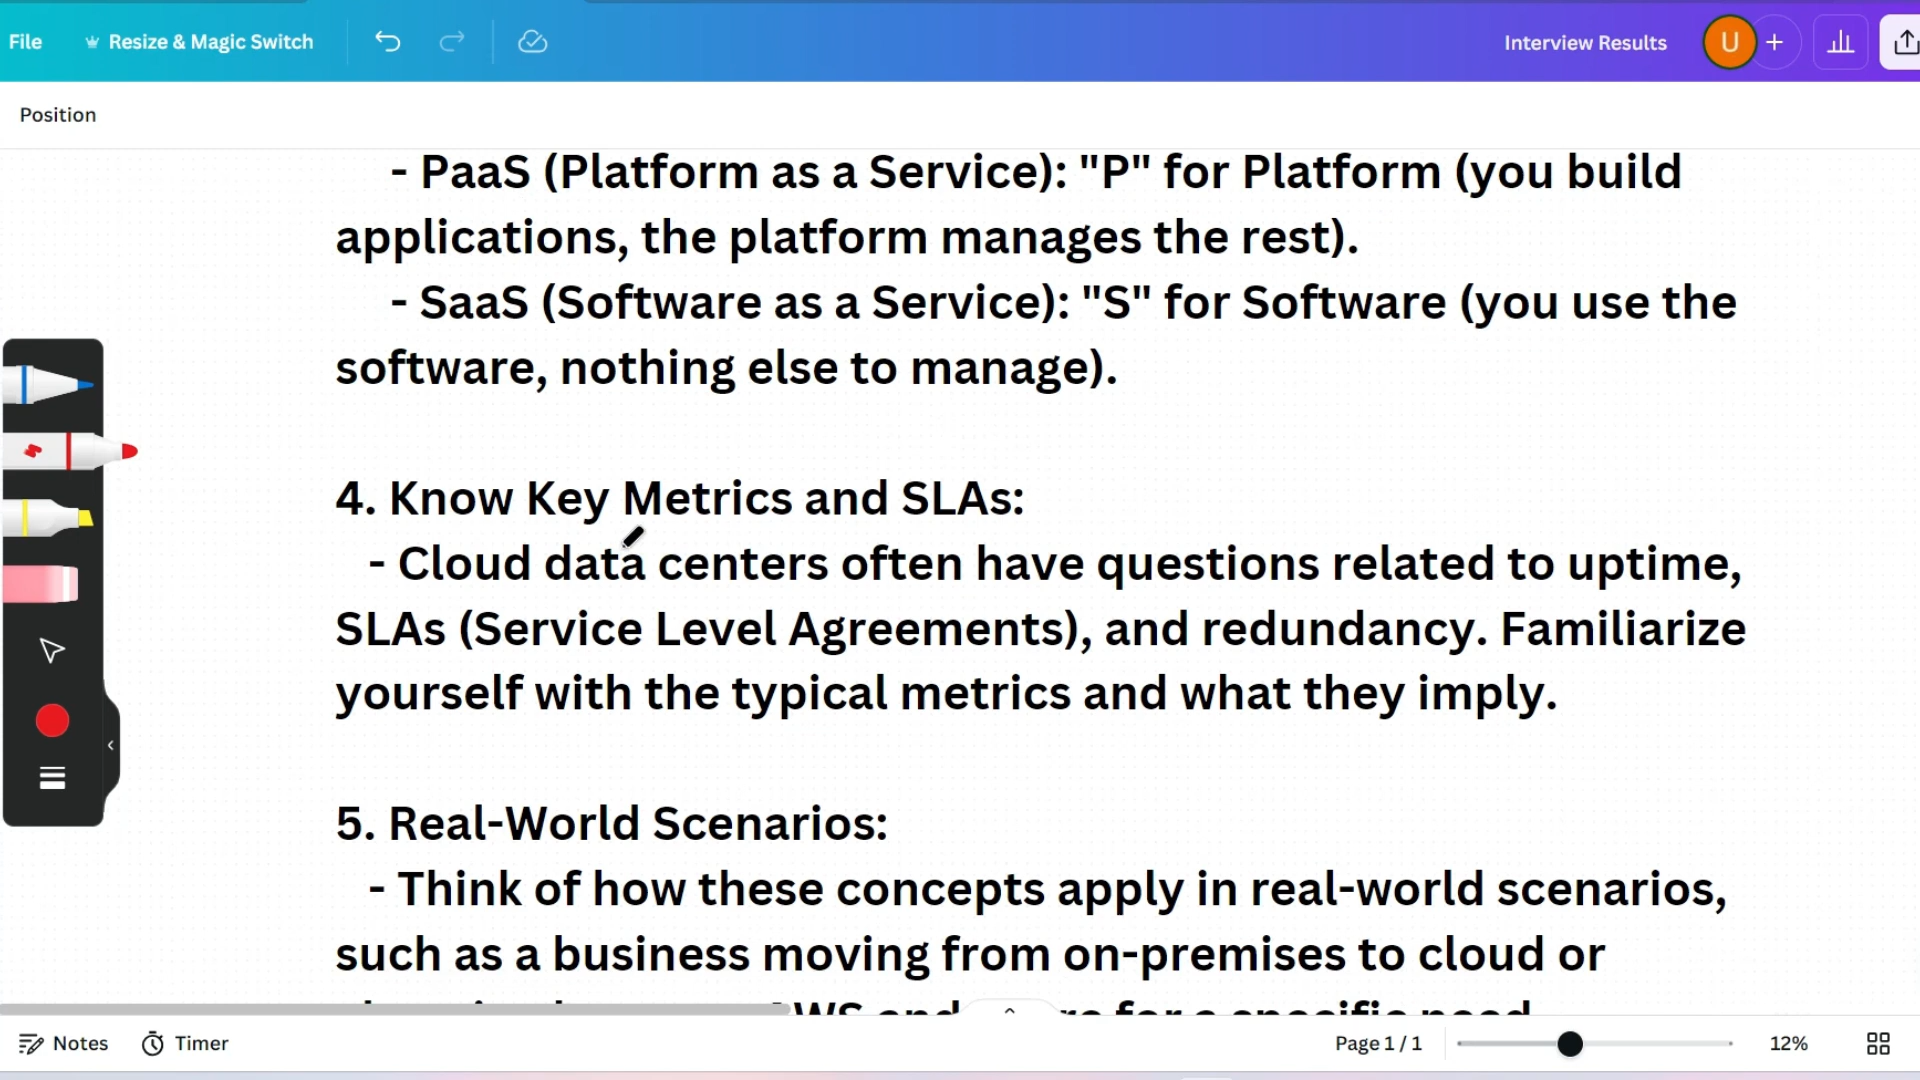 File Resize & Magic Switch Interview Results U +
Position
- PaaS (Platform as a Service): "P" for Platform (you build
applications, the platform manages the rest).
- SaaS (Software as a Service): "S" for Software (you use the
software, nothing else to manage).
4. Know Key Metrics and SLAs:
- Cloud data centers often have questions related to uptime,
SLAs (Service Level Agreements), and redundancy. Familiarize
yourself with the typical metrics and what they imply.
5. Real-World Scenarios:
- Think of how these concepts apply in real-world scenarios,
such as a business moving from on-premises to cloud or
AWS and for a specific need
Notes Timer Page 1 / 1 12%